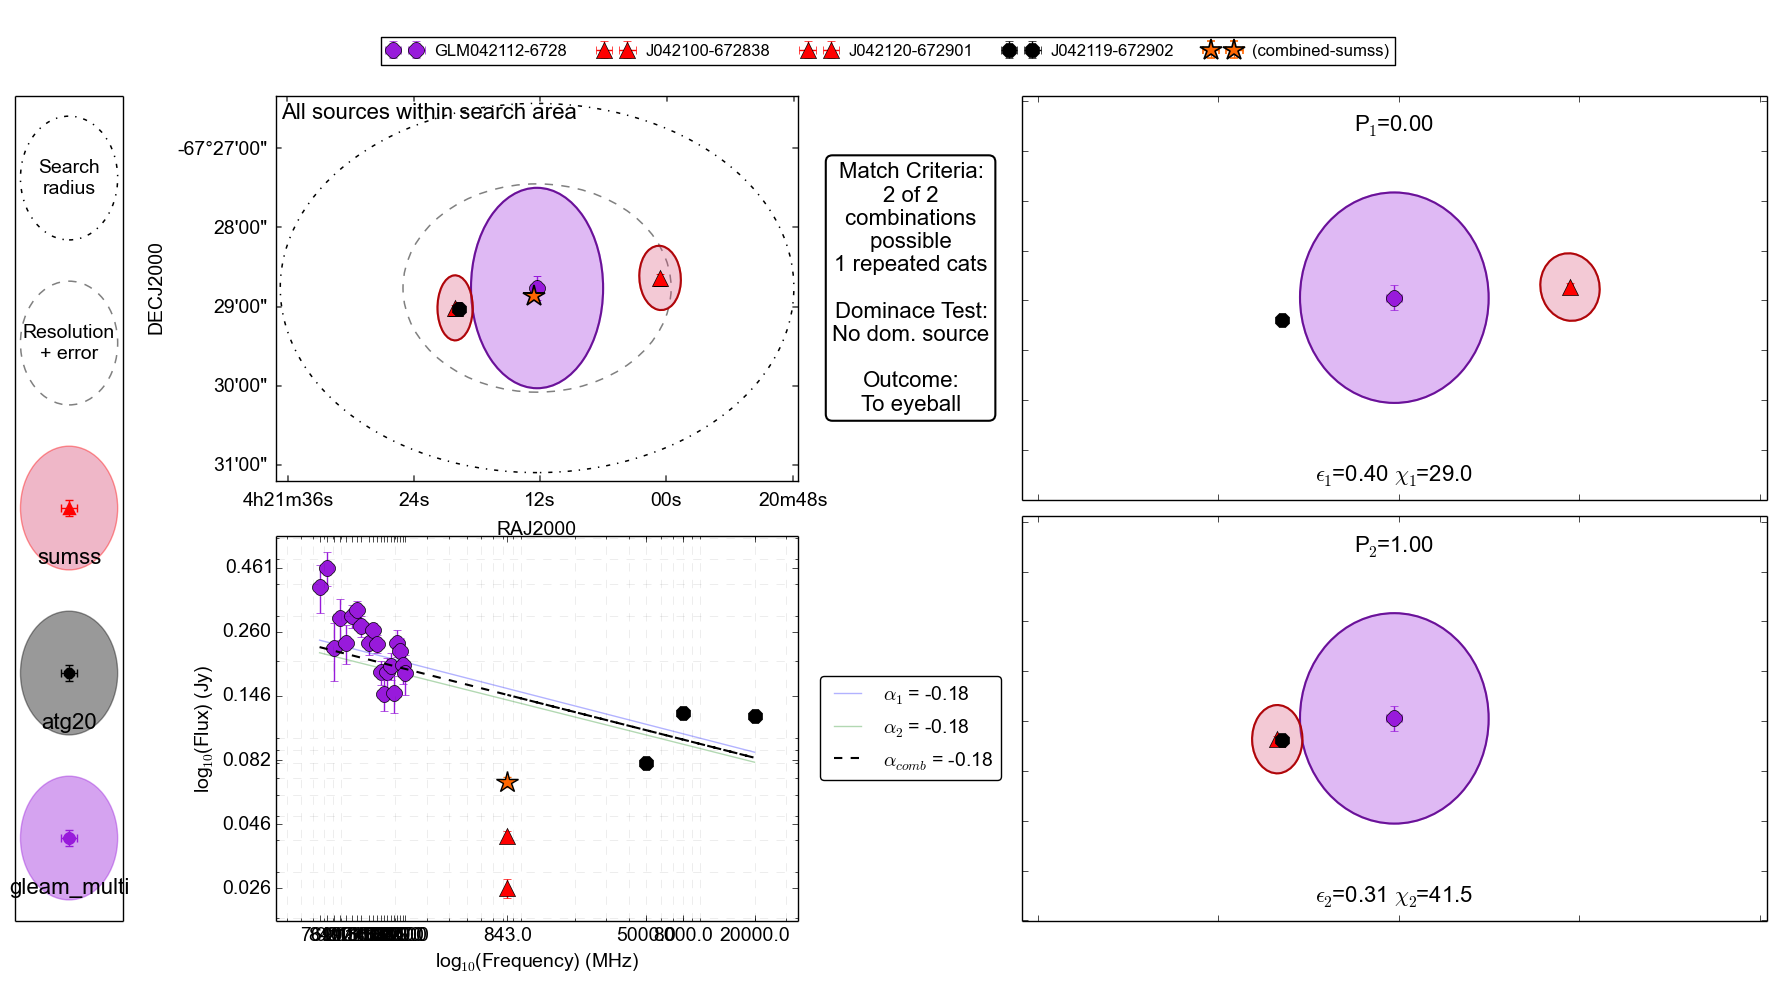 GLM042112-6728 J042100-672838 J042120-672901 J042119-672902 (combined-sumss)
Search
radius
Resolution
+ error
sumss
atg20
gleam_multi
All sources within search area
DECJ2000
-67°27'00"
28'00"
29'00"
30'00"
31'00"
4h21m36s 24s 12s 00s 20m48s
RAJ2000
Match Criteria:
2 of 2
combinations
possible
1 repeated cats
Dominace Test:
No dom. source
Outcome:
To eyeball
P1=0.00
ϵ1=0.40 χ1=29.0
P2=1.00
ϵ2=0.31 χ2=41.5
log10(Flux) (Jy)
0.461
0.260
0.146
0.082
0.046
0.026
843.0 5000.0 8000.0 20000.0
log10(Frequency) (MHz)
α1 = -0.18
α2 = -0.18
αcomb = -0.18